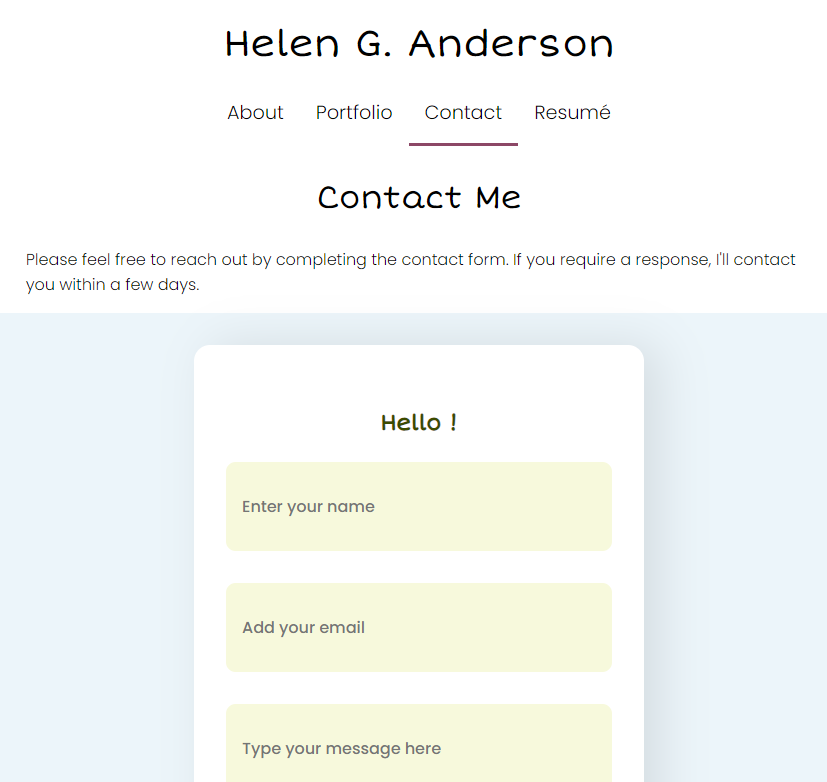 Helen G. Anderson
About Portfolio Contact Resumé
Contact Me
Please feel free to reach out by completing the contact form. If you require a response, I'll contact
you within a few days.
Hello !
Enter your name
Add your email
Type your message here